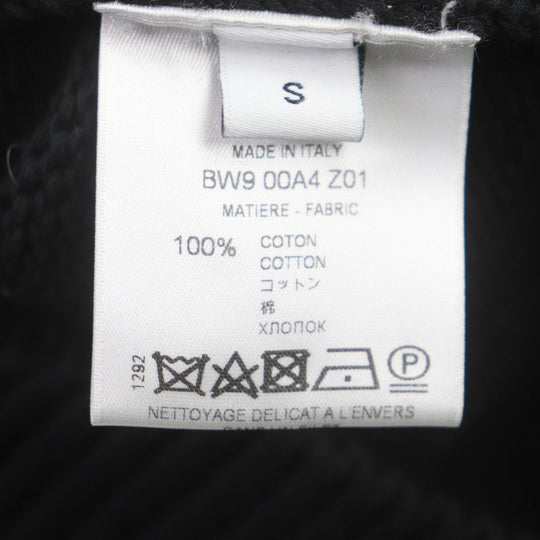 S
MADE IN ITALY
BW9 00A4 Z01
MATIERE - FABRIC
100% COTON
COTTON
コットン
棉
ХЛОПОК
1292
P
NETTOYAGE DELICAT A L'ENVERS